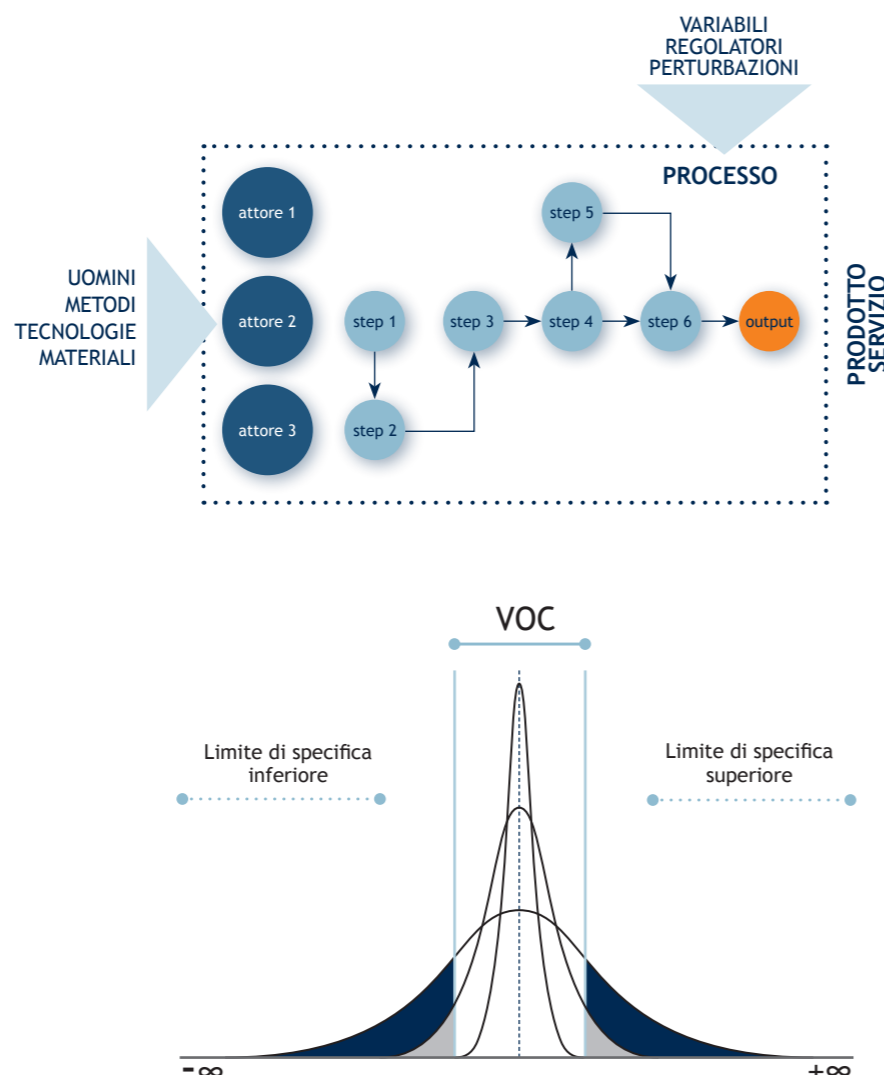 VARIABILI
REGOLATORI
PERTURBAZIONI
PROCESSO
attore 1
step 5
UOMINI
METODI
TECNOLOGIE
MATERIALI
attore 2
step 1
step 3
step 4
step 6
output
PRODOTTO
SERVIZIO
attore 3
step 2
VOC
Limite di specifica
inferiore
Limite di specifica
superiore
-∞
+∞